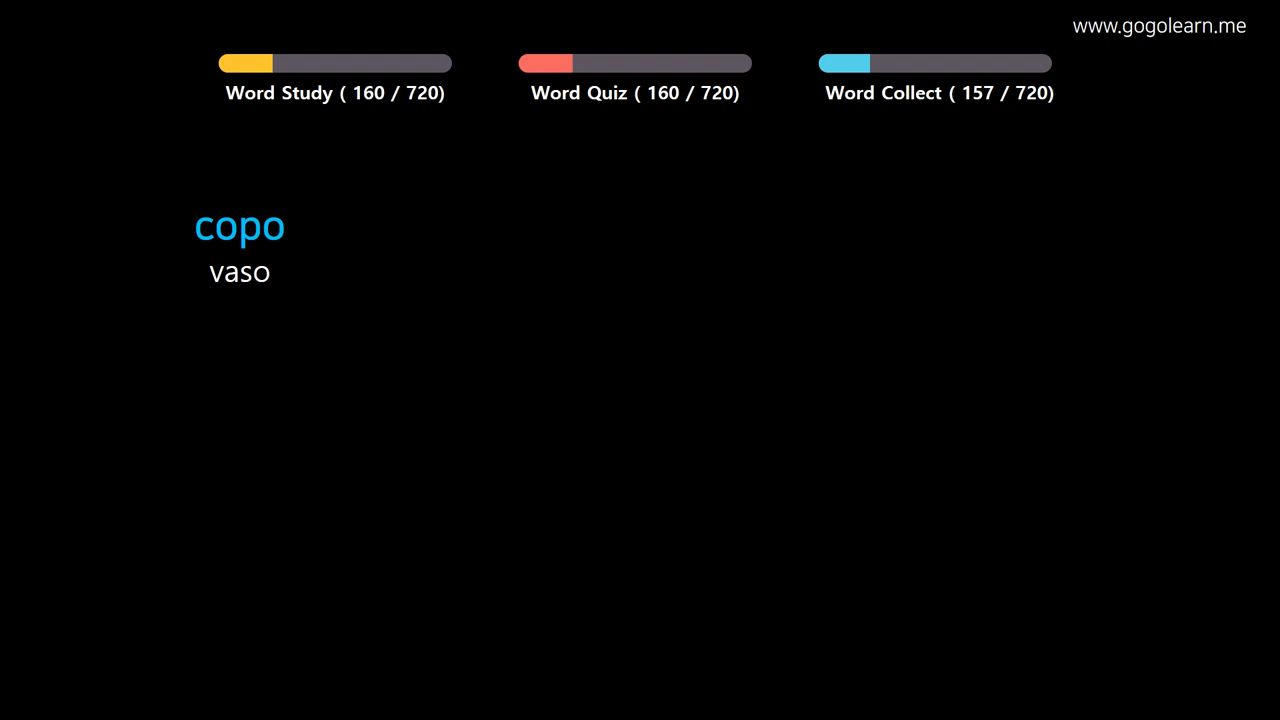 www.gogolearn.me
Word Study ( 160 / 720)
Word Quiz ( 160 / 720)
Word Collect ( 157 / 720)
copo
vaso